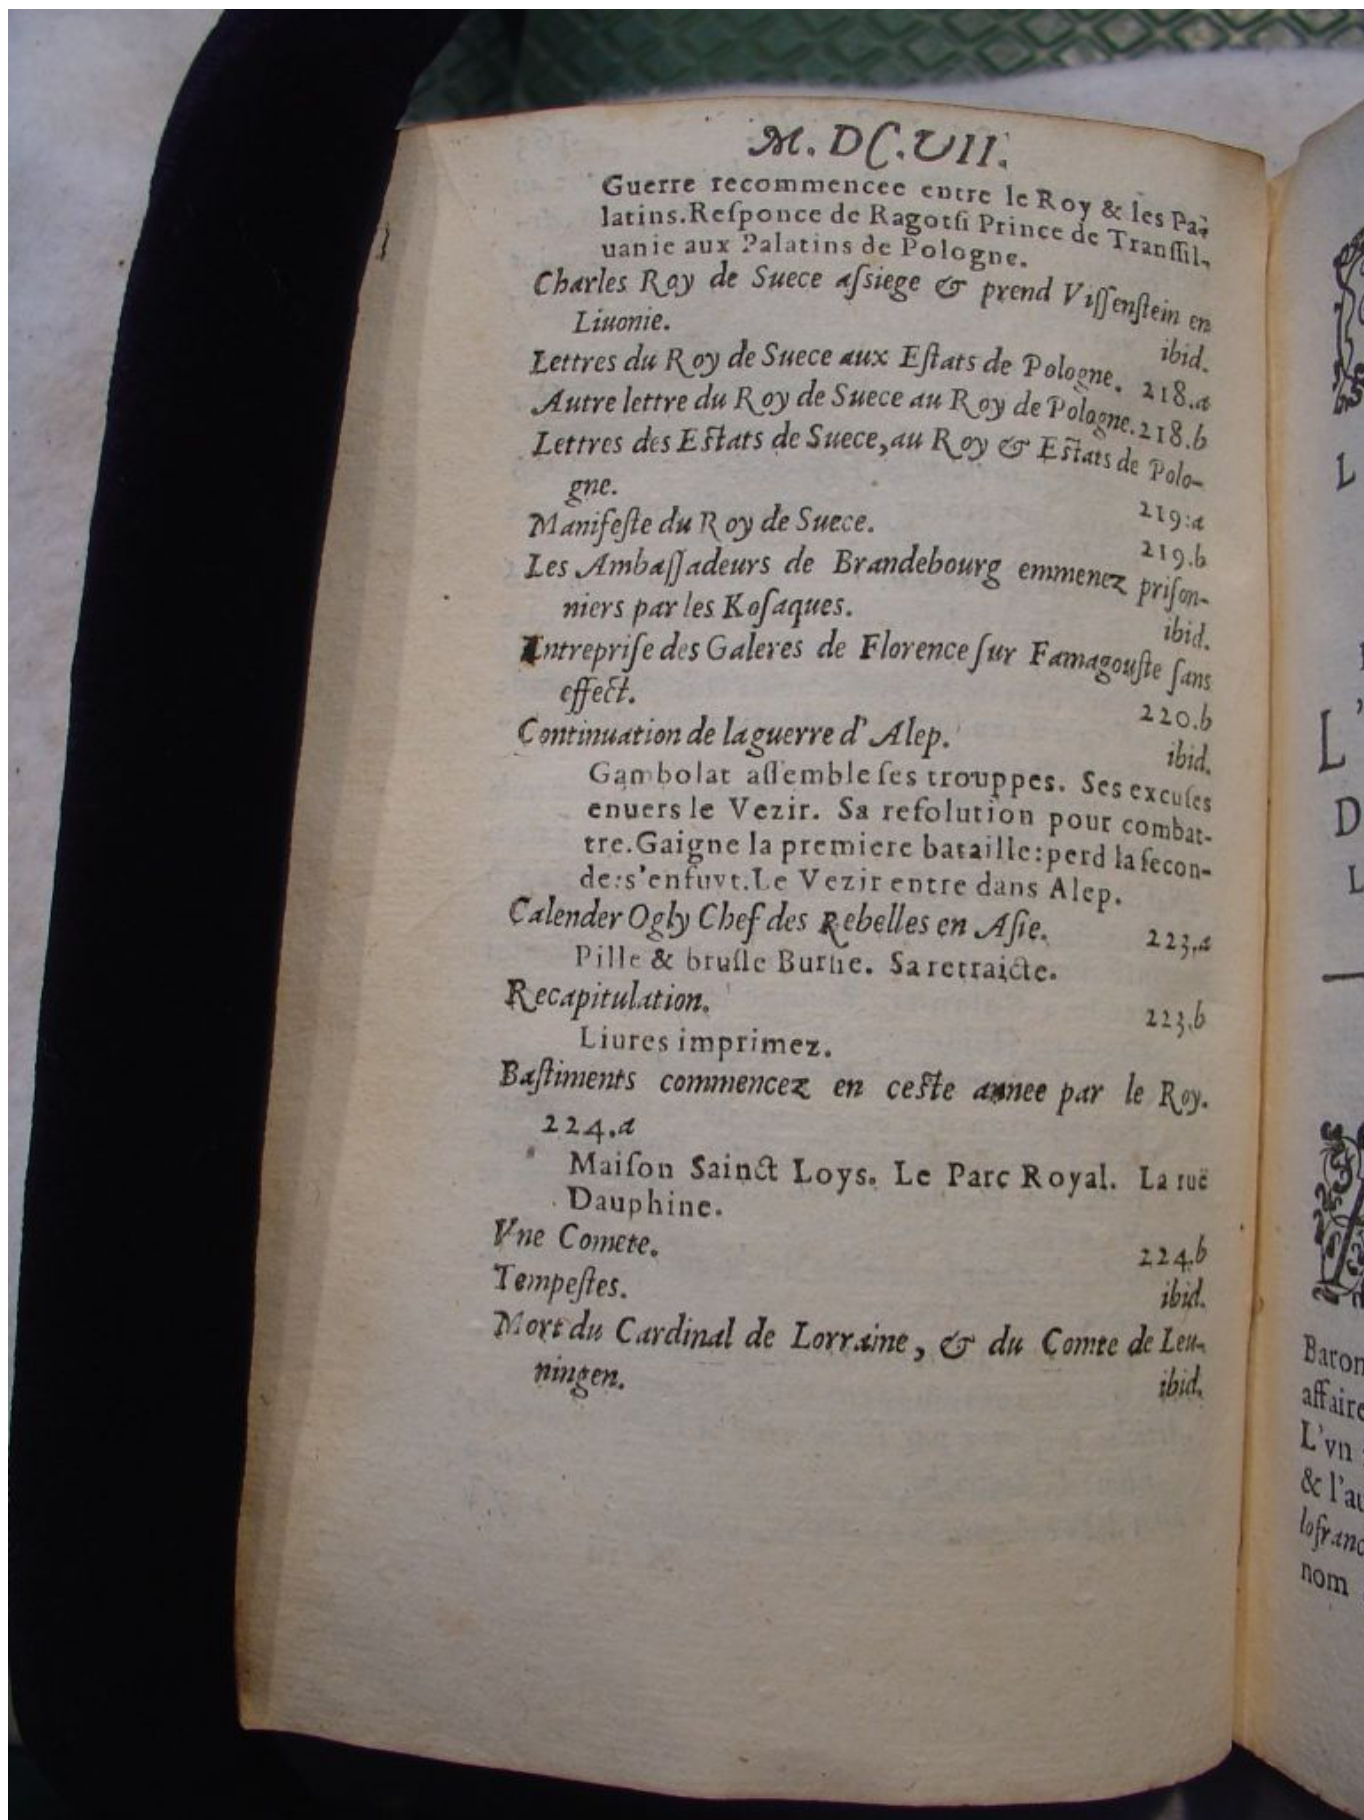 M.DC.VII.
Guerre recommencee entre le Roy & les Pa-
latins.Reſponce de Ragotſi Prince de Tranſſil-
uanie aux Palatins de Pologne.
Charles Roy de Suece aſsiege & prend Viſſenſtein en
Liuonie. ibid.
Lettres du Roy de Suece aux Eſtats de Pologne. 218.a
Autre lettre du Roy de Suece au Roy de Pologne.218.b
Lettres des Eſtats de Suece,au Roy & Eſtats de Polo-
gne. 219:a
Manifeſte du Roy de Suece. 219.b
Les Ambaſſadeurs de Brandebourg emmenez priſon-
niers par les Koſaques. ibid.
Entrepriſe des Galeres de Florence ſur Famagouſte ſans
effect. 220.b
Continuation de la guerre d'Alep. ibid.
Gambolat aſſemble ſes trouppes. Ses excuſes
enuers le Vezir. Sa reſolution pour combat-
tre.Gaigne la premiere bataille:perd la ſecon-
de:s'enfuyt.Le Vezir entre dans Alep.
Calender Ogly Chef des Rebelles en Aſie. 223.a
Pille & bruſle Burſie. Sa retraicte.
Recapitulation. 223.b
Liures imprimez.
Baſtiments commencez en ceſte annee par le Roy.
224.a
Maiſon Sainct Loys. Le Parc Royal. La ruë
Dauphine.
Vne Comete. 224.b
Tempeſtes. ibid.
Mort du Cardinal de Lorraine, & du Comte de Leu-
ningen. ibid.
L
L'
D
L
Baron
affaire
L'vn
& l'au
lofranc
nom